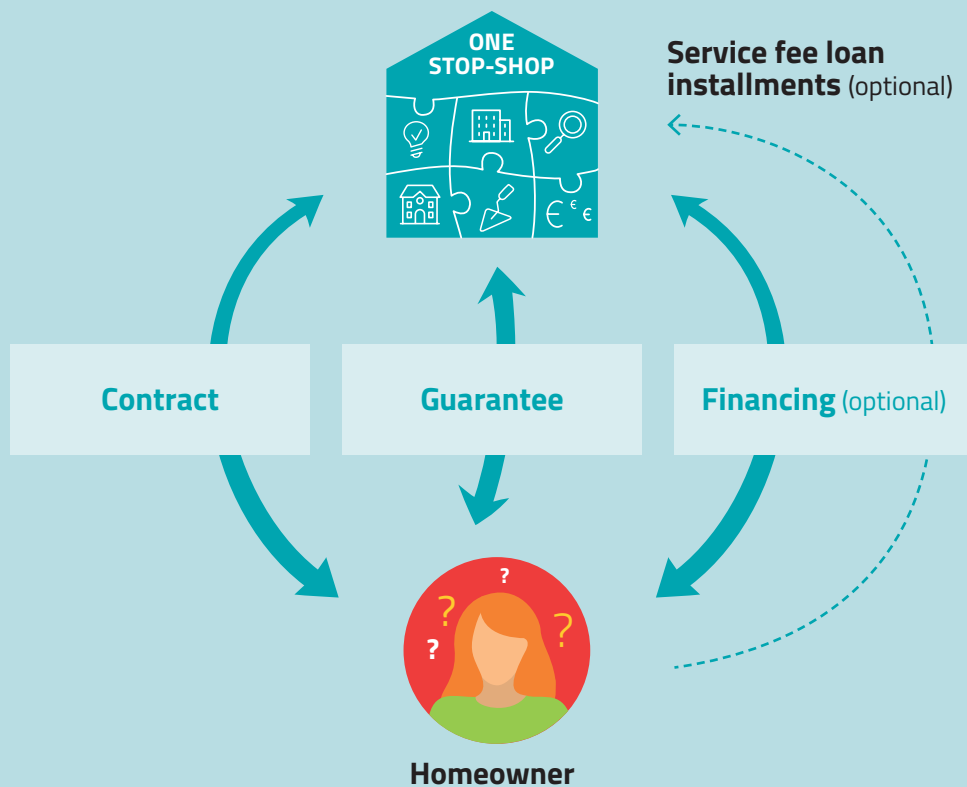 ONE
STOP-SHOP
€ € €
Service fee loan
installments (optional)
Contract
Guarantee
Financing (optional)
?
? ?
?
Homeowner